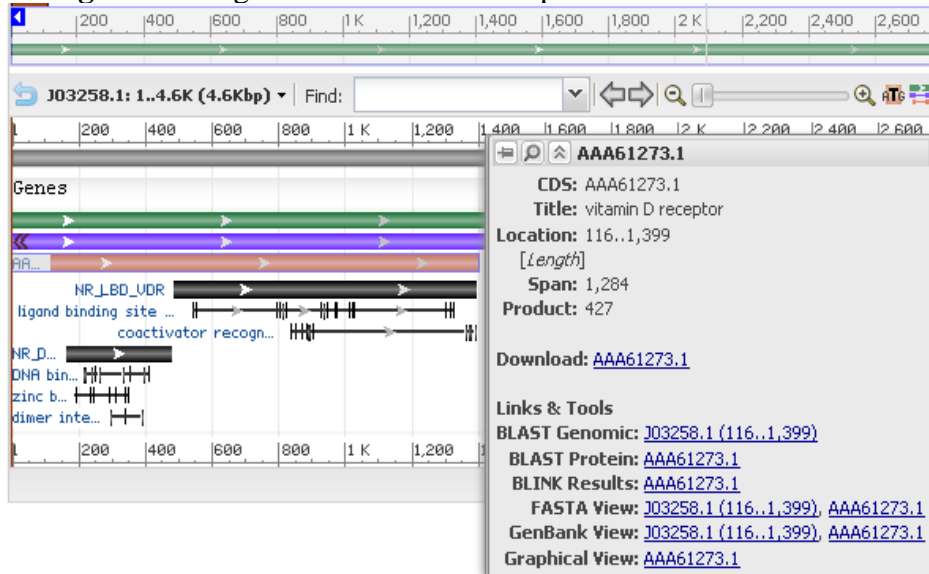 200 400 600 800 1 K 1,200 1,400 1,600 1,800 2 K 2,200 2,400 2,600
J03258.1: 1..4.6K (4.6Kbp) Find: ATG
1 200 400 600 800 1 K 1,200 1,400 1,600 1,800 2 K 2,200 2,400 2,600
AAA61273.1
Genes
CDS: AAA61273.1
Title: vitamin D receptor
Location: 116..1,399
[Length]
Span: 1,284
Product: 427
AA...
NR_LBD_VDR
ligand binding site ...
coactivator recogn...
NR_D...
DNA bin...
zinc b...
dimer inte...
1 200 400 600 800 1 K 1,200
Download: AAA61273.1
Links & Tools
BLAST Genomic: J03258.1 (116..1,399)
BLAST Protein: AAA61273.1
BLINK Results: AAA61273.1
FASTA View: J03258.1 (116..1,399), AAA61273.1
GenBank View: J03258.1 (116..1,399), AAA61273.1
Graphical View: AAA61273.1